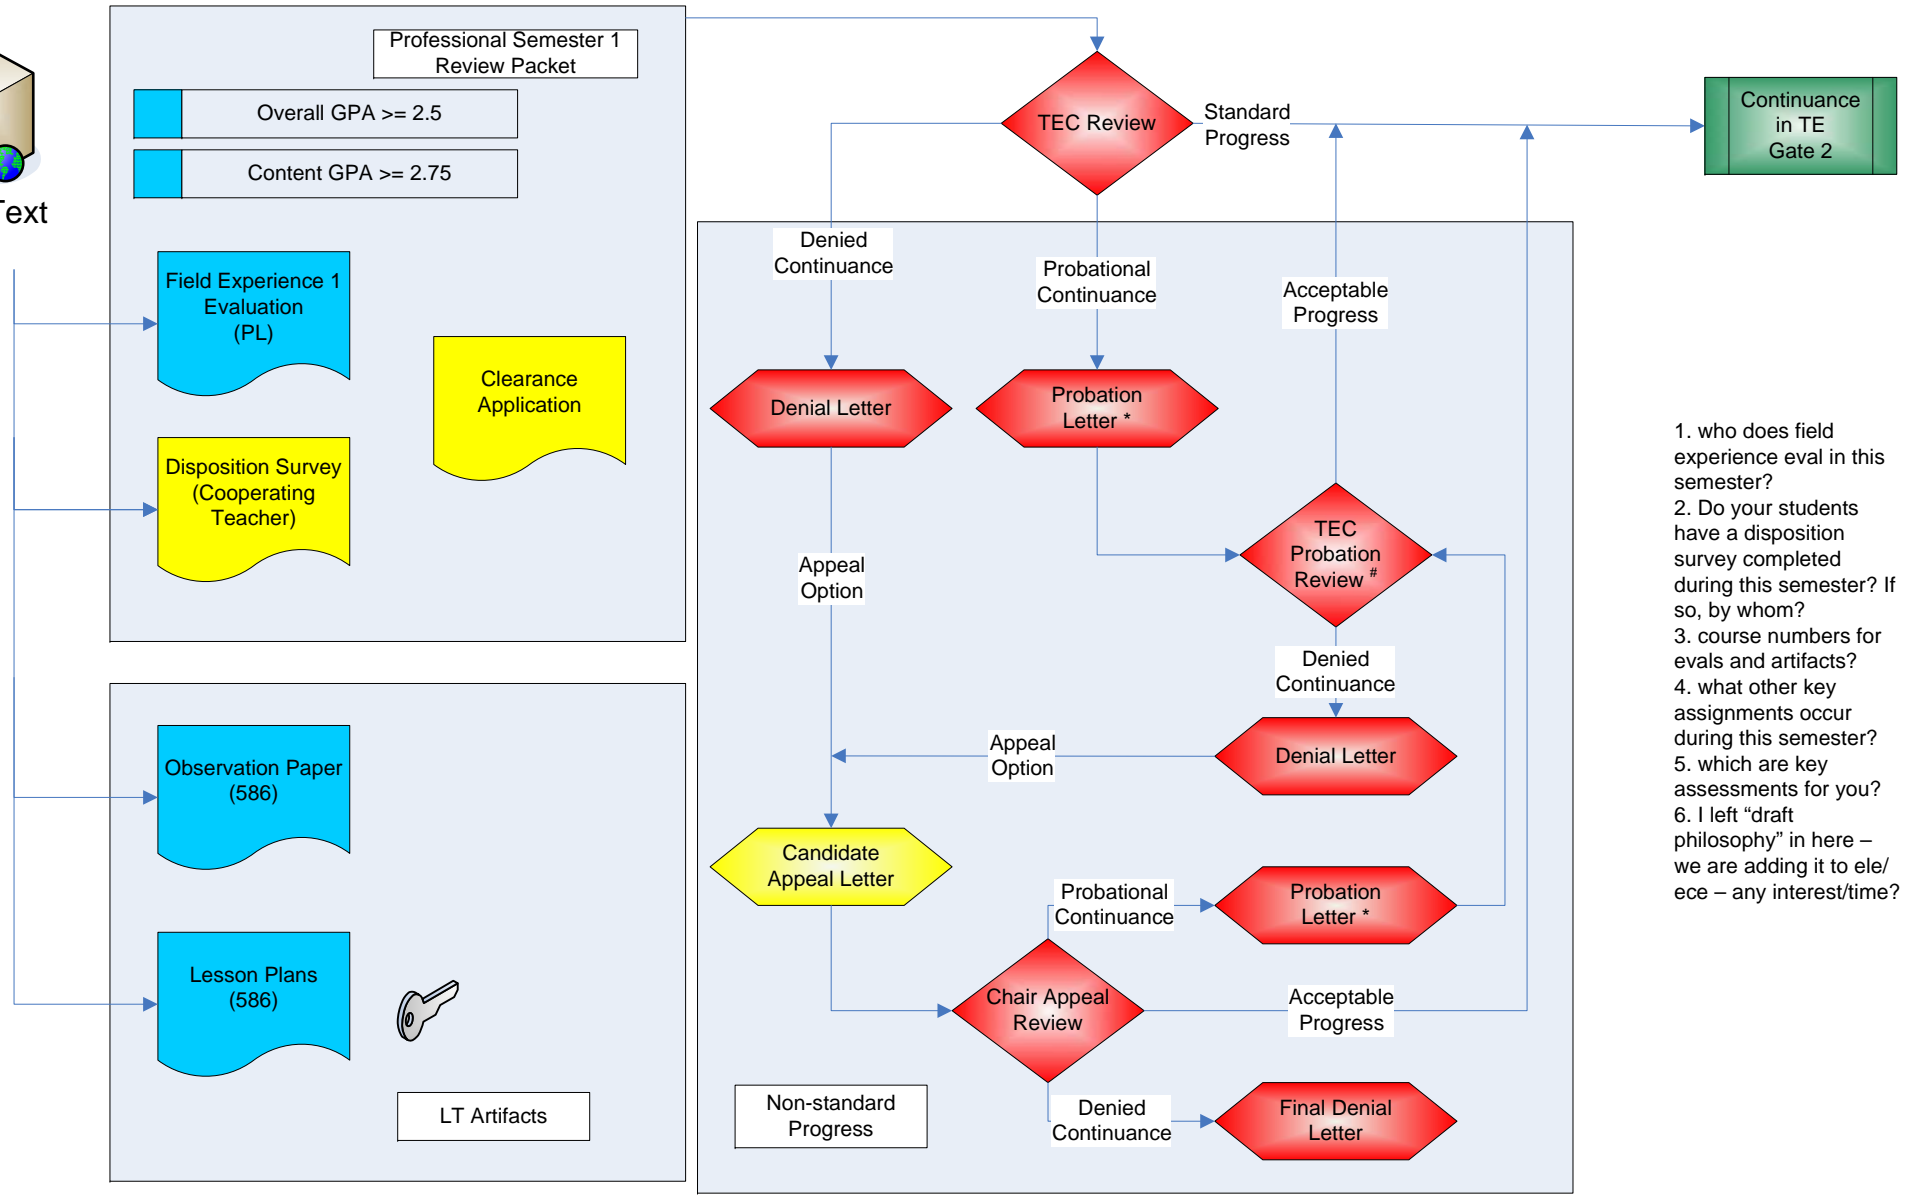 Professional Semester 1
Review Packet
Overall GPA >= 2.5
Content GPA >= 2.75
Text
Field Experience 1
Evaluation
(PL)
Clearance
Application
Disposition Survey
(Cooperating
Teacher)
Observation Paper
(586)
Lesson Plans
(586)
LT Artifacts
TEC Review
Standard
Progress
Continuance
in TE
Gate 2
Denied
Continuance
Probational
Continuance
Acceptable
Progress
Denial Letter
Probation
Letter *
Appeal
Option
TEC
Probation
Review #
Denied
Continuance
Appeal
Option
Denial Letter
Candidate
Appeal Letter
Probational
Continuance
Probation
Letter *
Chair Appeal
Review
Acceptable
Progress
Non-standard
Progress
Denied
Continuance
Final Denial
Letter
1. who does field
experience eval in this
semester?
2. Do your students
have a disposition
survey completed
during this semester? If
so, by whom?
3. course numbers for
evals and artifacts?
4. what other key
assignments occur
during this semester?
5. which are key
assessments for you?
6. I left “draft
philosophy” in here –
we are adding it to ele/
ece – any interest/time?